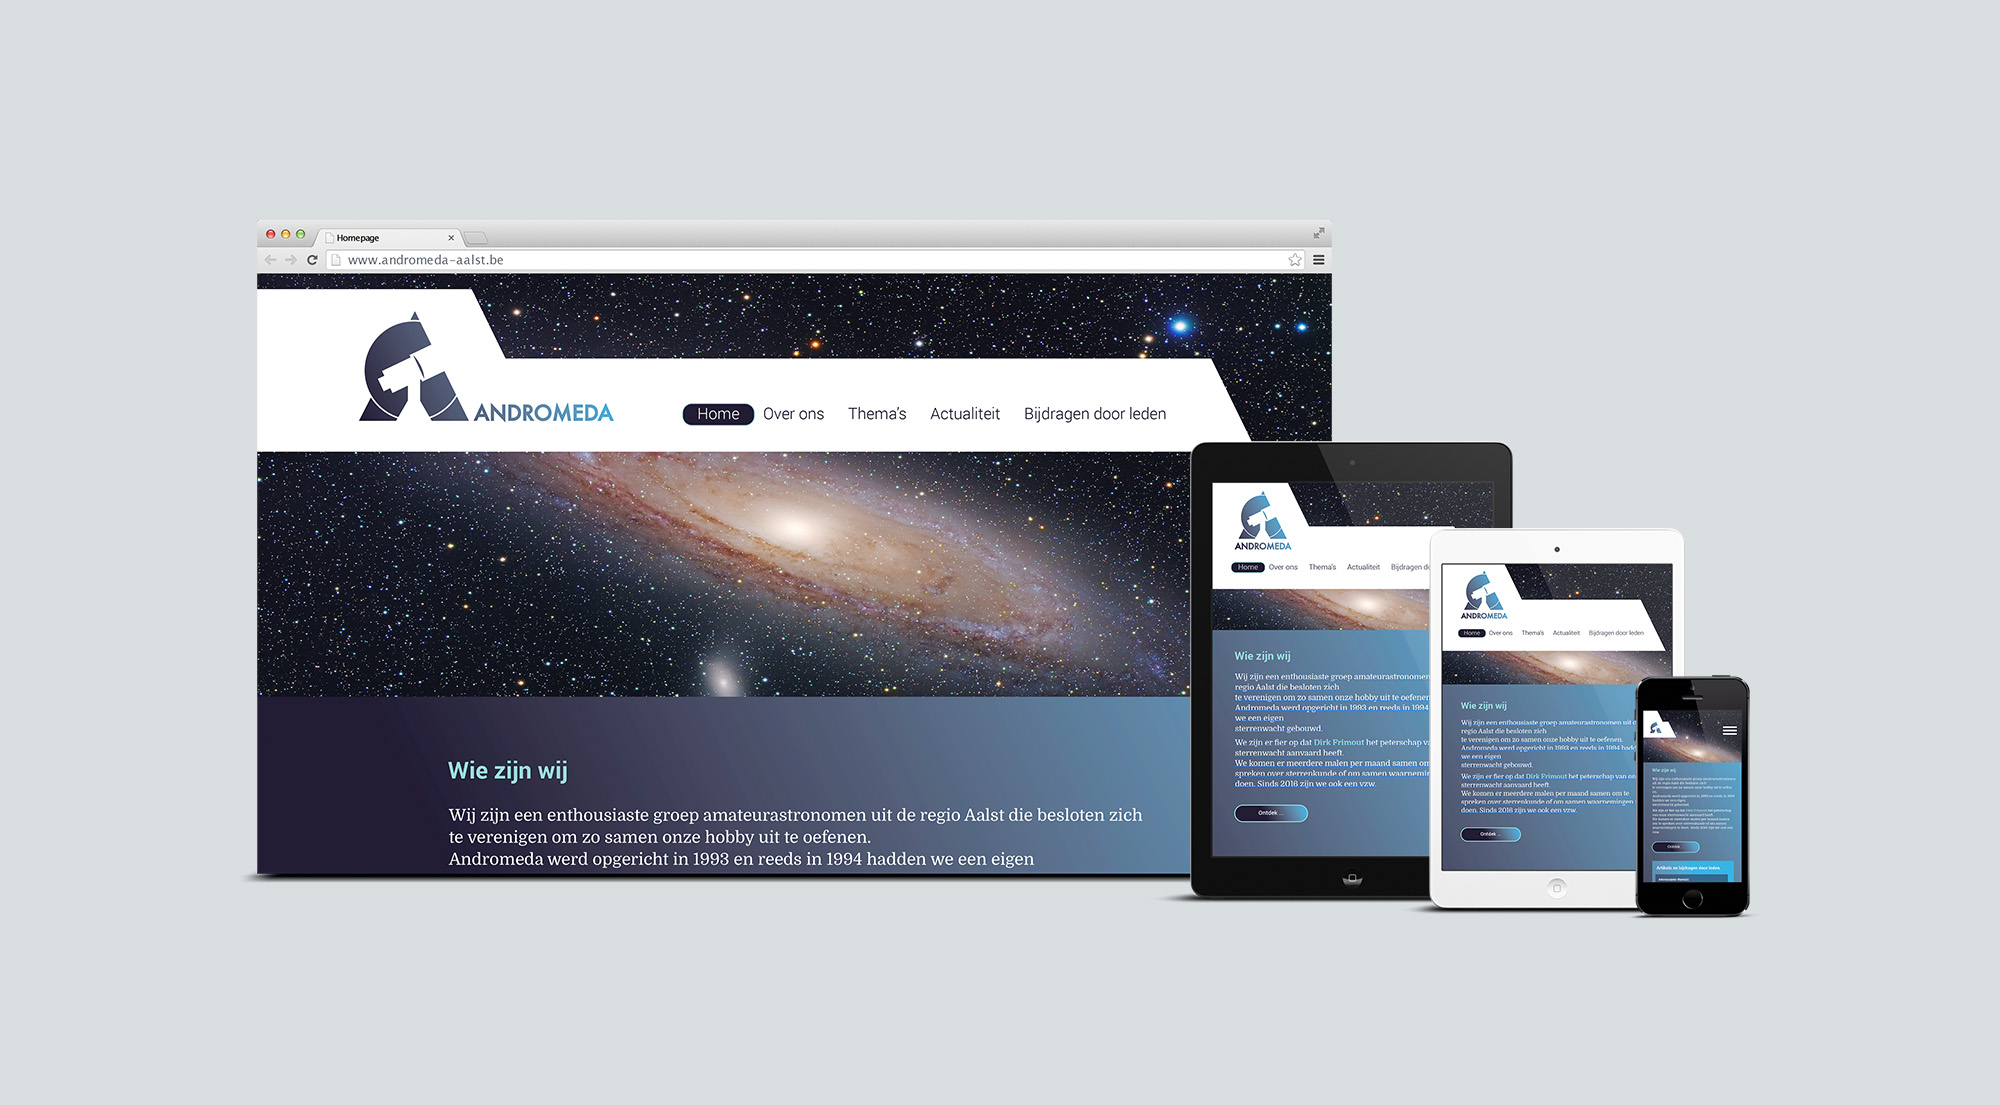 Homepage
www.andromeda-aalst.be
ANDROMEDA
Home Over ons Thema's Actualiteit Bijdragen door leden
Wie zijn wij
Wij zijn een enthousiaste groep amateurastronomen uit de regio Aalst die besloten zich
te verenigen om zo samen onze hobby uit te oefenen.
Andromeda werd opgericht in 1993 en reeds in 1994 hadden we een eigen
ANDROMEDA
Home Over ons Thema's Actualiteit Bijdragen do
Wie zijn wij
Wij zijn een enthousiaste groep amateurastronomen
regio Aalst die besloten zich
te verenigen om zo samen onze hobby uit te oefenen
Andromeda werd opgericht in 1993 en reeds in 1994
we een eigen
sterrenwacht gebouwd.
We zijn er fier op dat Dirk Frimout het peterschap van
sterrenwacht aanvaard heeft.
We komen er meerdere malen per maand samen om
spreken over sterrenkunde of om samen waarneming
doen. Sinds 2016 zijn we ook een vzw.
Ontdek ...
ANDROMEDA
Home Over ons Thema's Actualiteit Bijdragen door leden
Wie zijn wij
Wij zijn een enthousiaste groep amateurastronomen uit d
regio Aalst die besloten zich
te verenigen om zo samen onze hobby uit te oefenen.
Andromeda werd opgericht in 1993 en reeds in 1994 hadd
we een eigen
sterrenwacht gebouwd.
We zijn er fier op dat Dirk Frimout het peterschap van on
sterrenwacht aanvaard heeft.
We komen er meerdere malen per maand samen om te
spreken over sterrenkunde of om samen waarnemingen
doen. Sinds 2016 zijn we ook een vzw.
Ontdek ...
Wie zijn wij
Ontdek ...
Artikels en bijdragen door leden